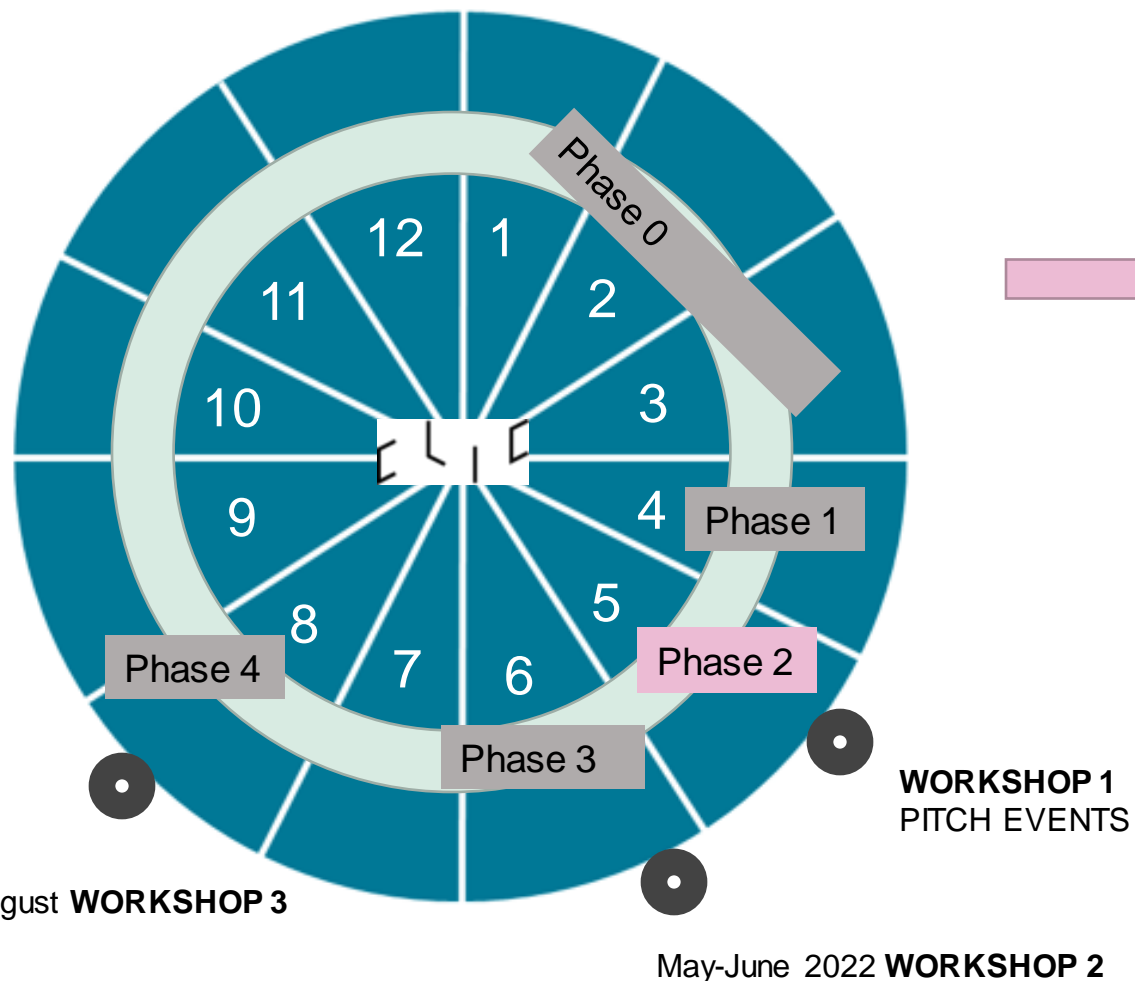 12
1
11
2
10
3
9
4
8
5
7
6
Phase 0
Phase 1
Phase 2
Phase 3
Phase 4
WORKSHOP 1
PITCH EVENTS
gust WORKSHOP 3
May-June 2022 WORKSHOP 2